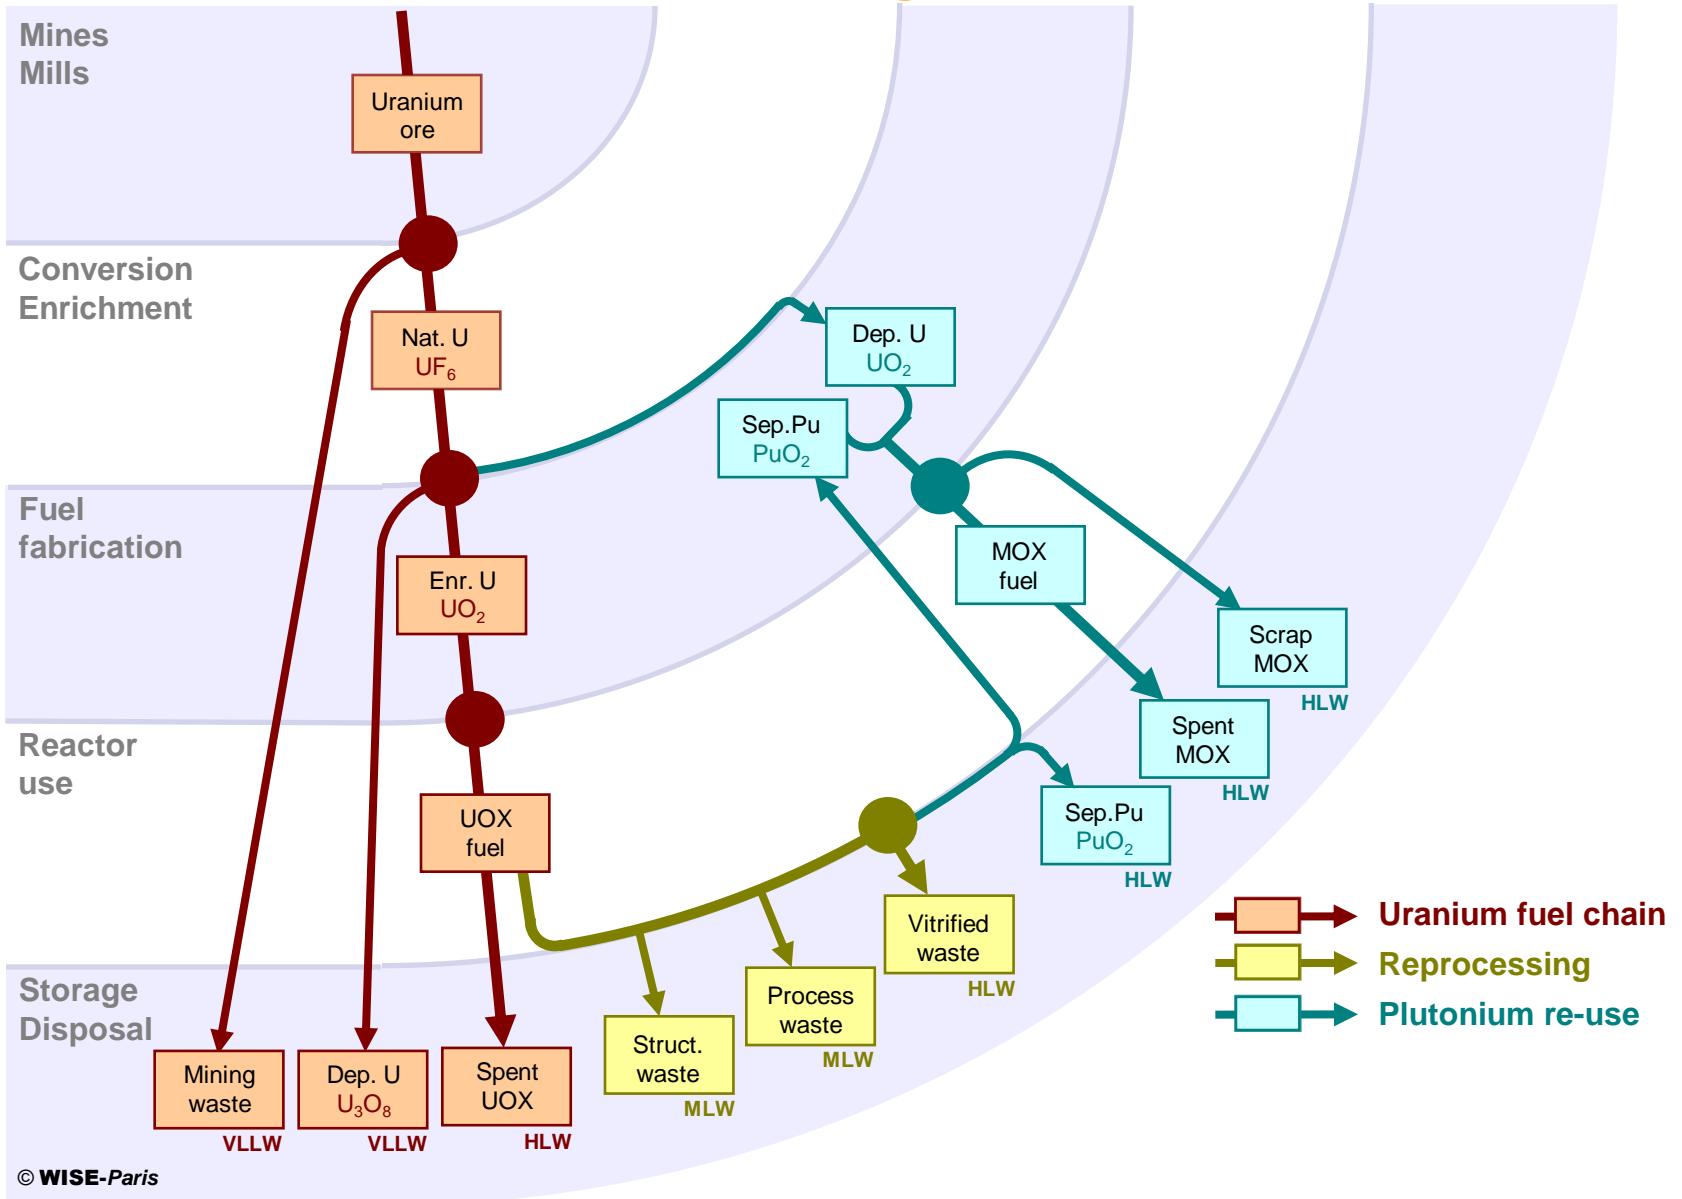 Mines
Mills
Uranium
ore
Conversion
Enrichment
Nat. U
UF₆
Dep. U
UO₂
Sep.Pu
PuO₂
Fuel
fabrication
Enr. U
UO₂
MOX
fuel
Scrap
MOX
HLW
Reactor
use
Spent
MOX
HLW
UOX
fuel
Sep.Pu
PuO₂
HLW
Vitrified
waste
HLW
Process
waste
MLW
Struct.
waste
MLW
Storage
Disposal
Mining
waste
VLLW
Dep. U
U₃O₈
VLLW
Spent
UOX
HLW
Uranium fuel chain
Reprocessing
Plutonium re-use
© WISE-Paris